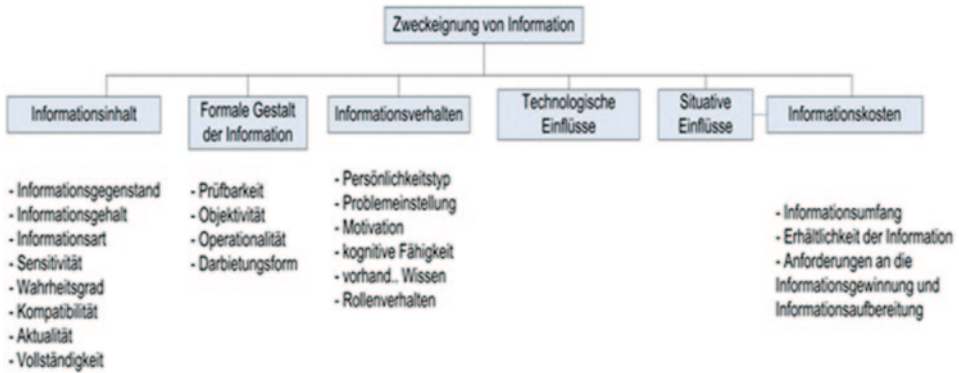 Zweckeignung von Information
Informationsinhalt
- Informationsgegenstand
- Informationsgehalt
- Informationsart
- Sensitivität
- Wahrheitsgrad
- Kompatibilität
- Aktualität
- Vollständigkeit
Formale Gestalt
der Information
- Prüfbarkeit
- Objektivität
- Operationalität
- Darbietungsform
Informationsverhalten
- Persönlichkeitstyp
- Problemeinstellung
- Motivation
- kognitive Fähigkeit
- vorhand.. Wissen
- Rollenverhalten
Technologische
Einflüsse
Situative
Einflüsse
Informationskosten
- Informationsumfang
- Erhältlichkeit der Information
- Anforderungen an die
Informationsgewinnung und
Informationsaufbereitung